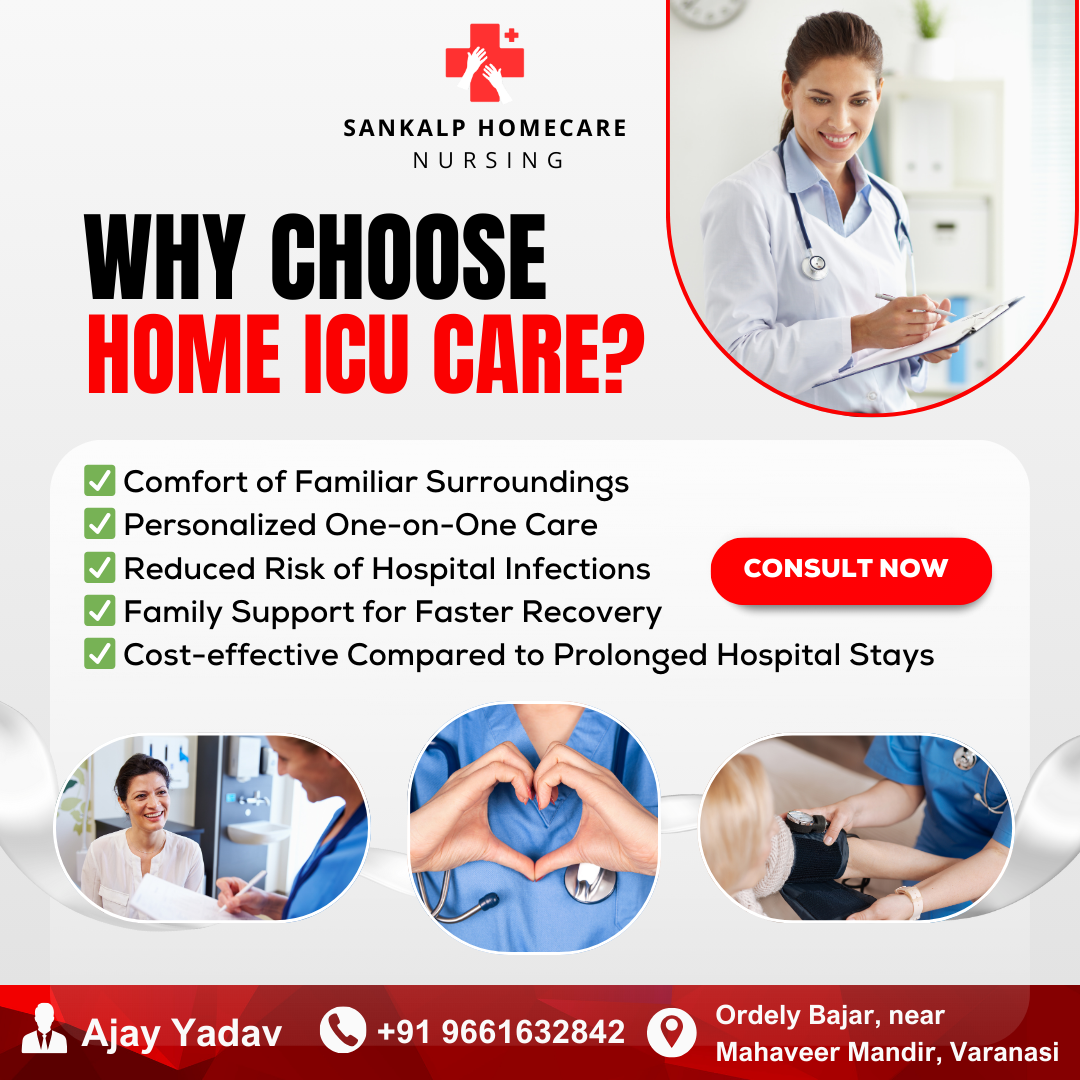 SANKALP HOMECARE
NURSING
WHY CHOOSE
HOME ICU CARE?
Comfort of Familiar Surroundings
Personalized One-on-One Care
Reduced Risk of Hospital Infections
Family Support for Faster Recovery
Cost-effective Compared to Prolonged Hospital Stays
CONSULT NOW
Ajay Yadav
+91 9661632842
Ordely Bajar, near
Mahaveer Mandir, Varanasi